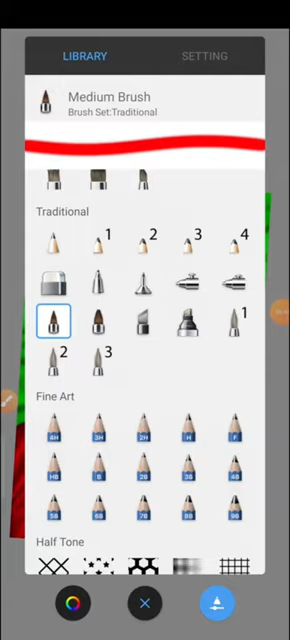 LIBRARY SETTING
Medium Brush
Brush Set:Traditional
Traditional
1 2 3 4
1
2 3
Fine Art
4H 3H 2H H F
HB B 2B 3B 4B
5B 6B 7B 8B 9B
Half Tone